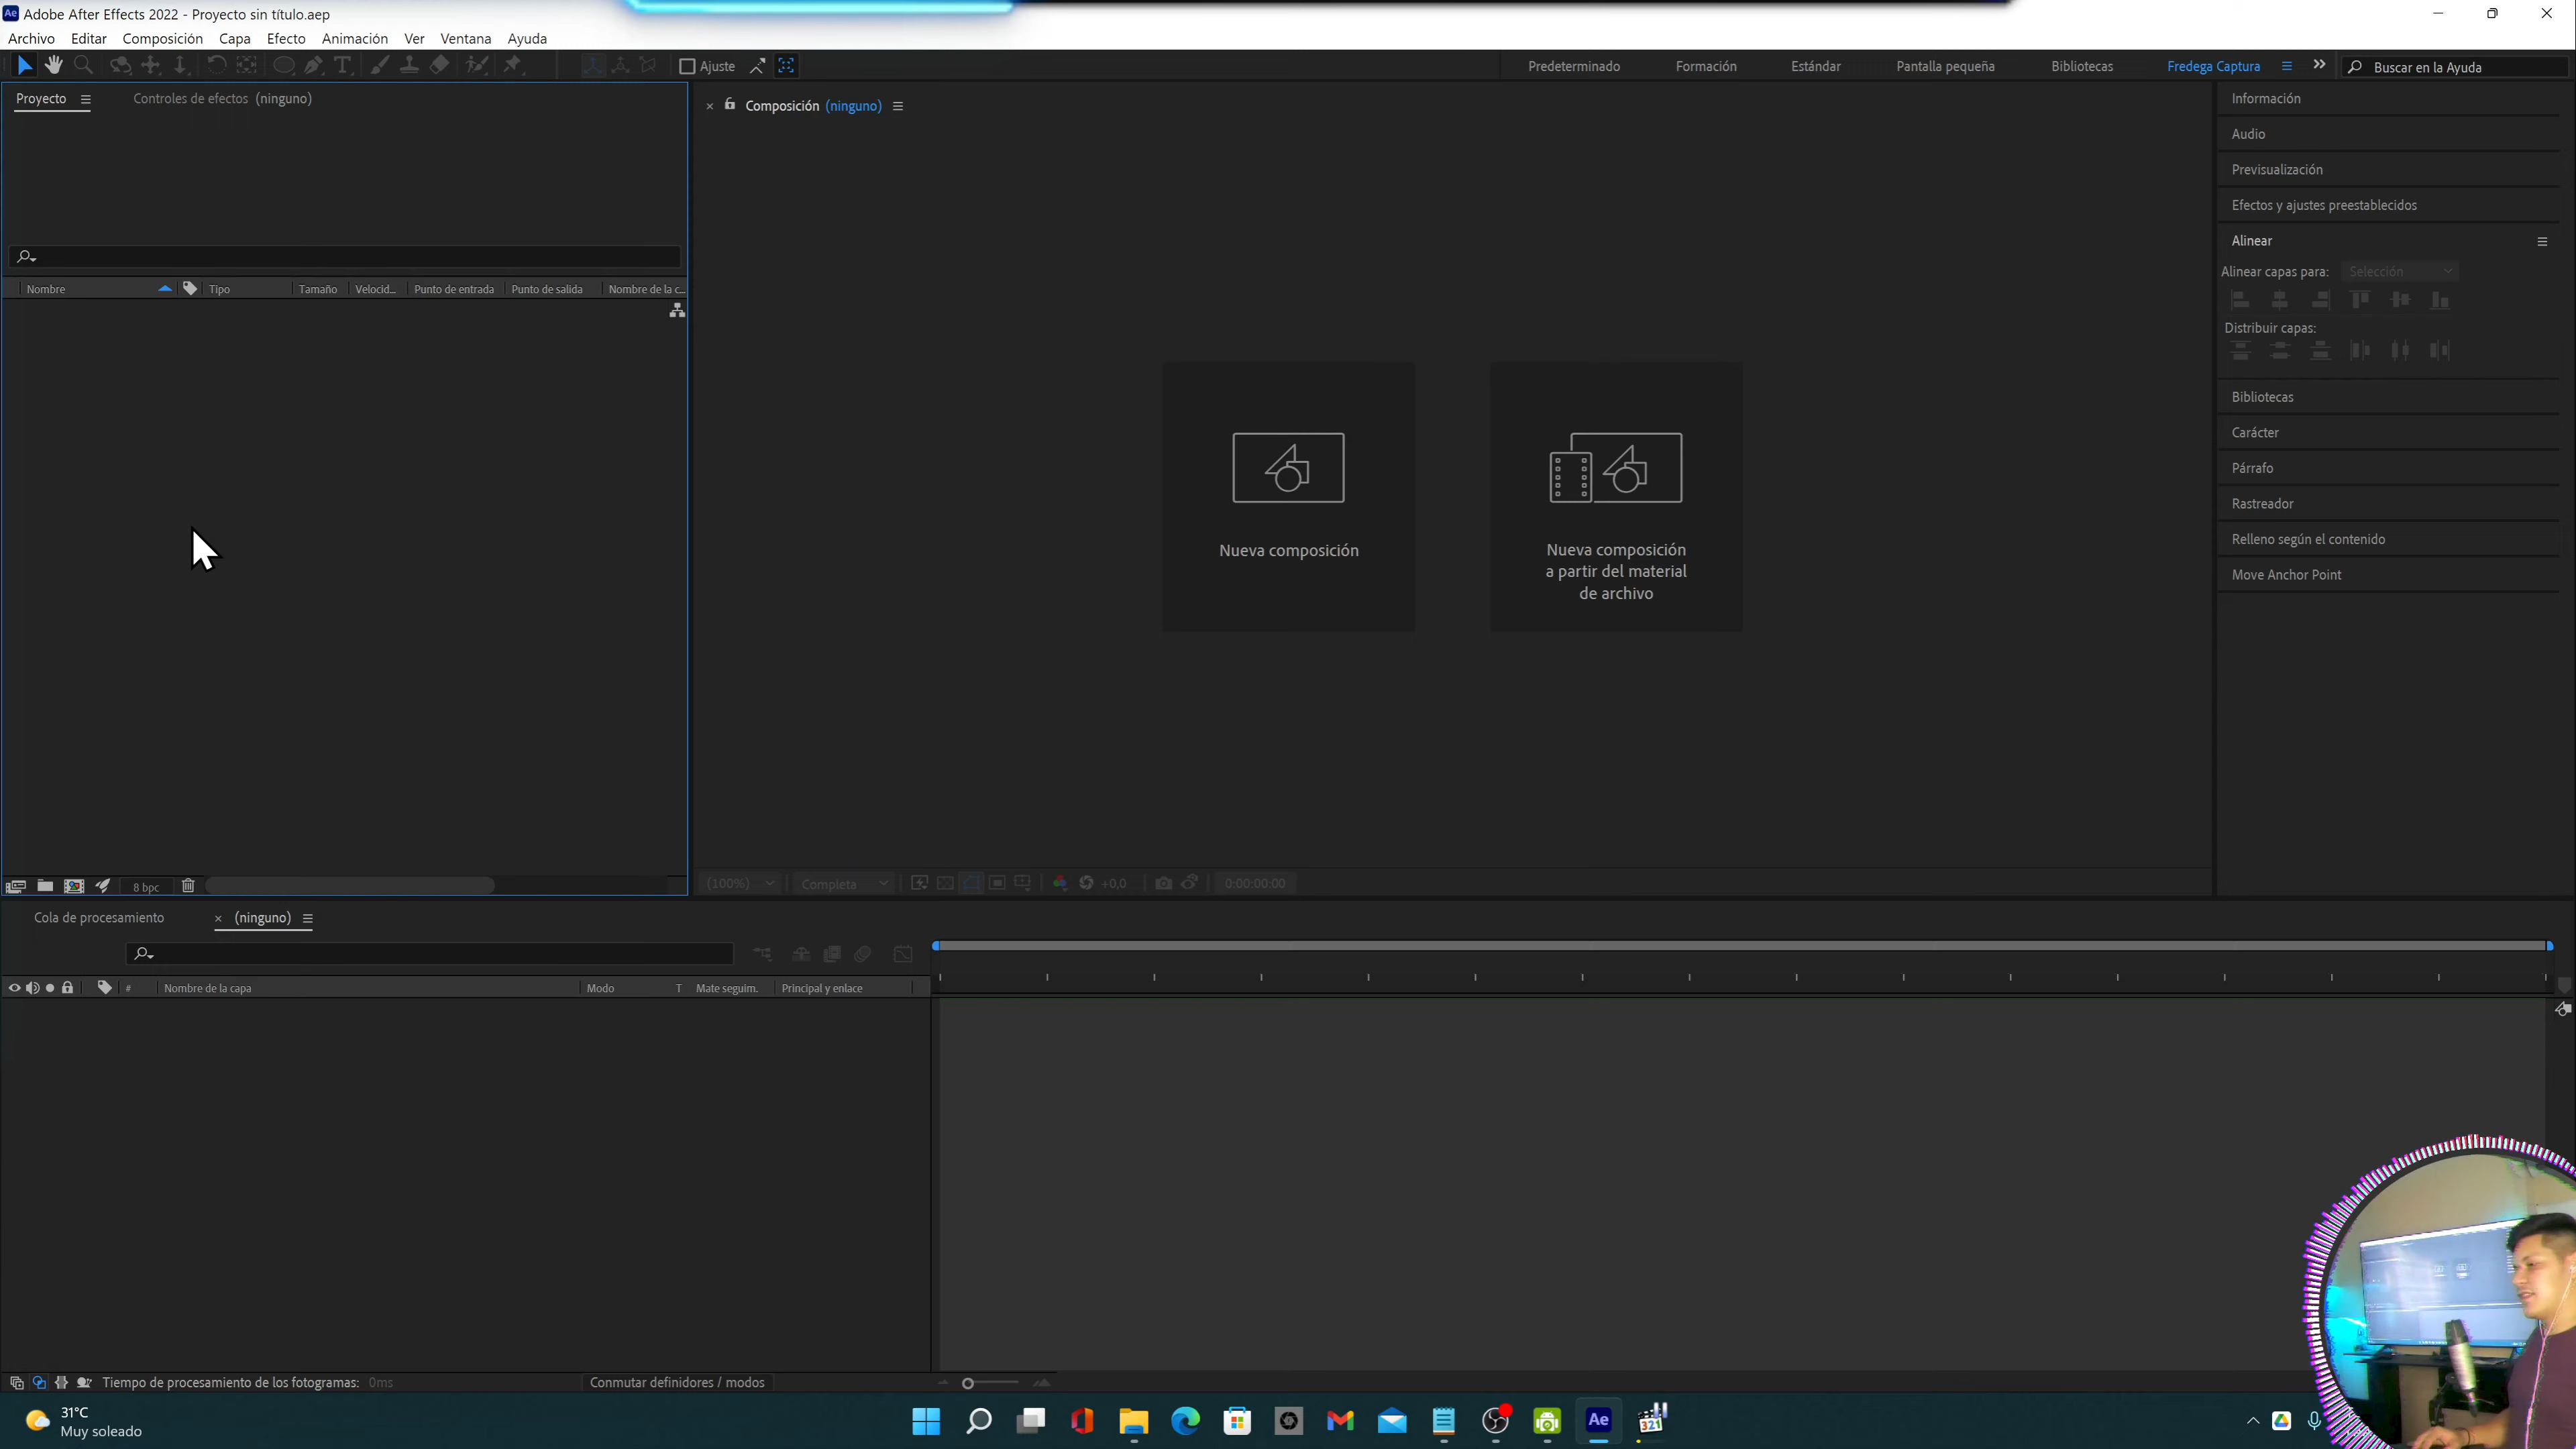 Ae Adobe After Effects 2022 - Proyecto sin título.aep
Archivo Editar Composición Capa Efecto Animación Ver Ventana Ayuda
Ajuste
Predeterminado Formación Estándar Pantalla pequeña Bibliotecas Fredega Captura Buscar en la Ayuda
Proyecto Controles de efectos (ninguno)
Composición (ninguno)
Información
Audio
Previsualización
Efectos y ajustes preestablecidos
Alinear
Alinear capas para: Selección
Distribuir capas:
Bibliotecas
Carácter
Párrafo
Rastreador
Relleno según el contenido
Move Anchor Point
Nombre Tipo Tamaño Velocid... Punto de entrada Punto de salida Nombre de la c...
Nueva composición
Nueva composición
a partir del material
de archivo
8 bpc
(100%) Completa +0,0 0:00:00:00
Cola de procesamiento (ninguno)
# Nombre de la capa Modo T Mate seguim. Principal y enlace
Tiempo de procesamiento de los fotogramas: 0ms Conmutar definidores / modos
31°C
Muy soleado
Ae
321